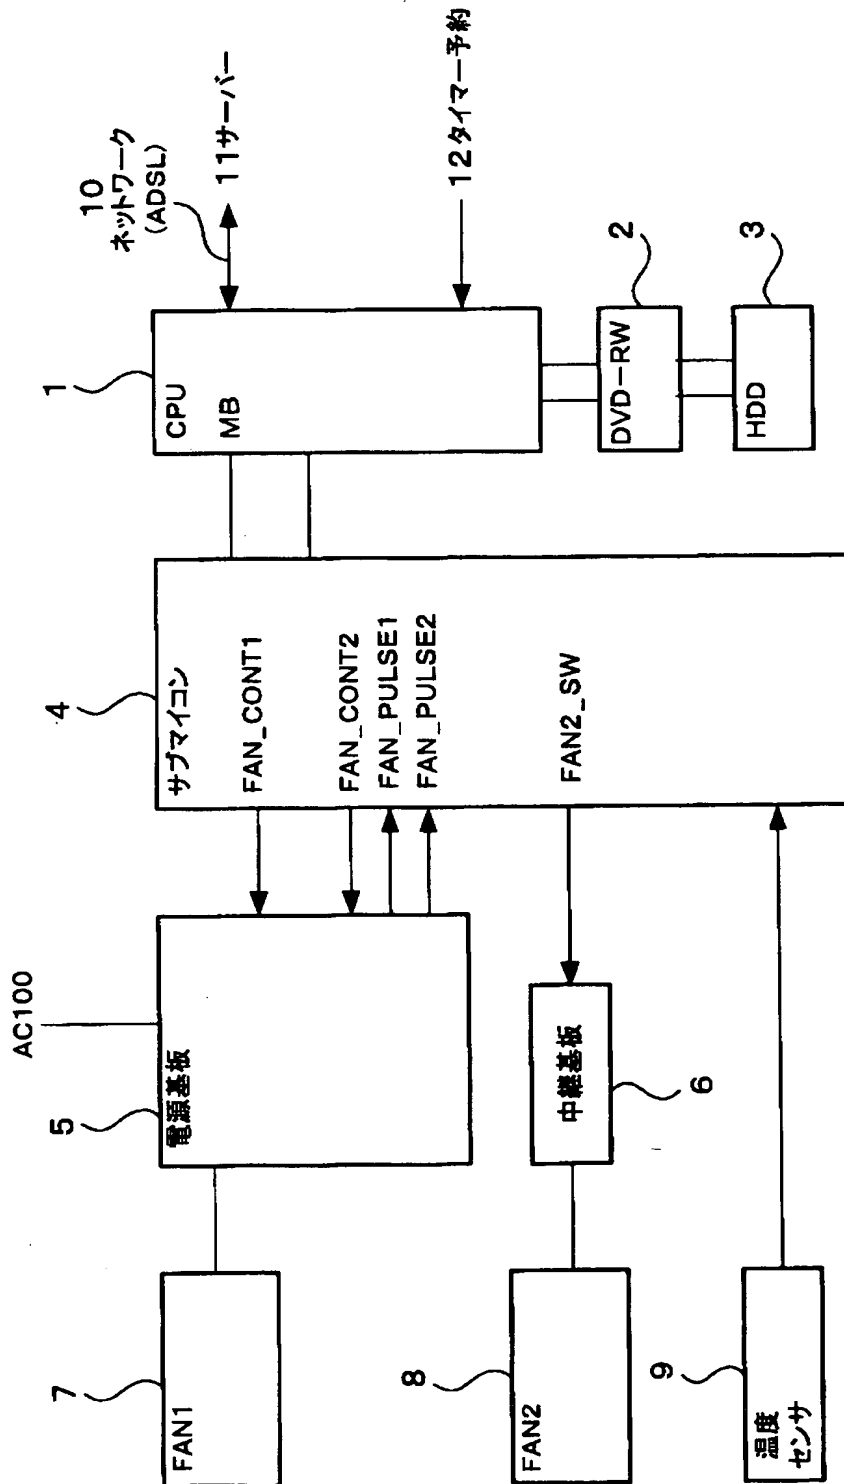 10
ネットワーク
(ADSL)
11サーバー
12タイマー予約
1
CPU
MB
2
DVD-RW
3
HDD
4
サブマイコン
FAN_CONT1
FAN_CONT2
FAN_PULSE1
FAN_PULSE2
FAN2_SW
AC100
5
電源基板
中継基板
6
7
FAN1
8
FAN2
9
温度
センサ